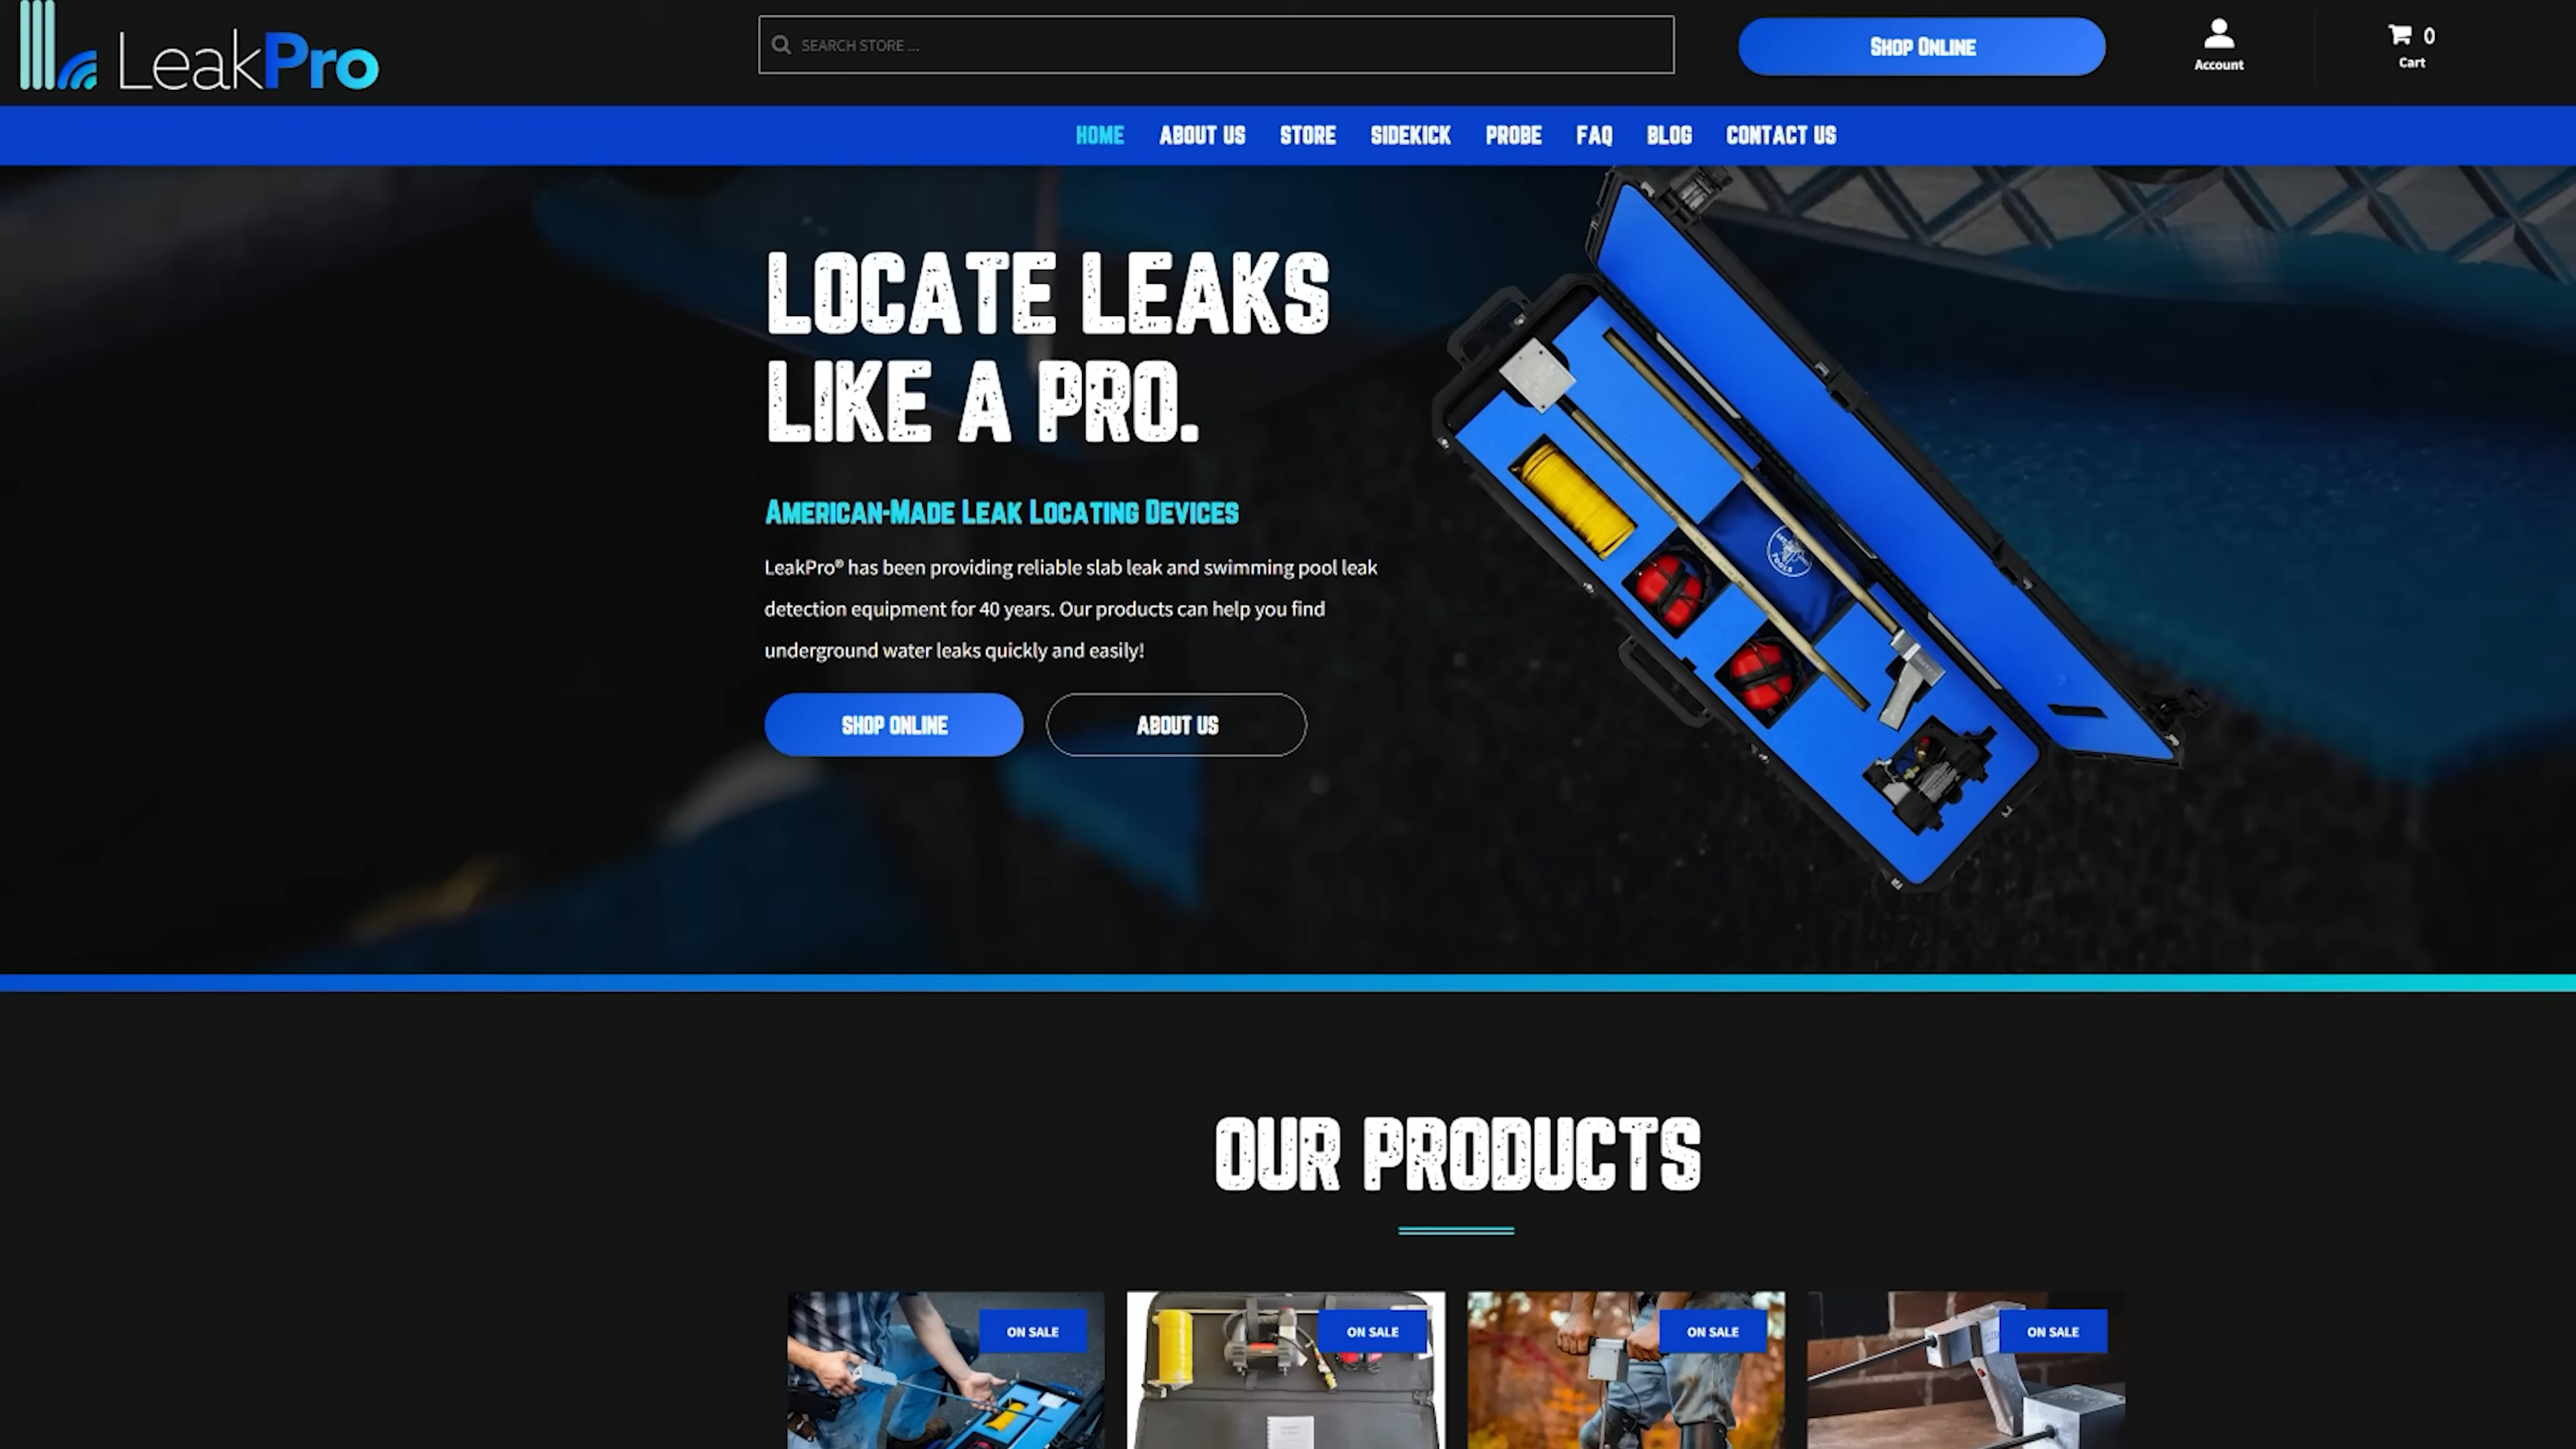 LeakPro
SEARCH STORE ...
SHOP ONLINE
Account
0
Cart
HOME
ABOUT US
STORE
SIDEKICK
PROBE
FAQ
BLOG
CONTACT US
LOCATE LEAKS
LIKE A PRO.
AMERICAN-MADE LEAK LOCATING DEVICES
LeakPro® has been providing reliable slab leak and swimming pool leak
detection equipment for 40 years. Our products can help you find
underground water leaks quickly and easily!
SHOP ONLINE
ABOUT US
TOOLS
OUR PRODUCTS
ON SALE
ON SALE
ON SALE
ON SALE